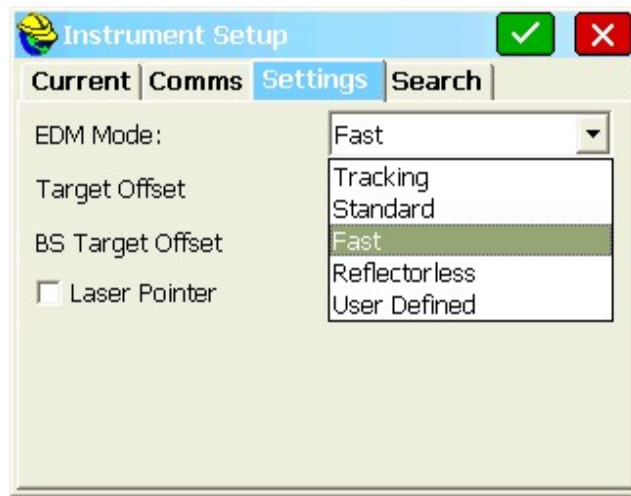 Instrument Setup
Current Comms Settings Search
EDM Mode: Fast
Tracking
Target Offset
Standard
Fast
BS Target Offset
Reflectorless
Laser Pointer
User Defined